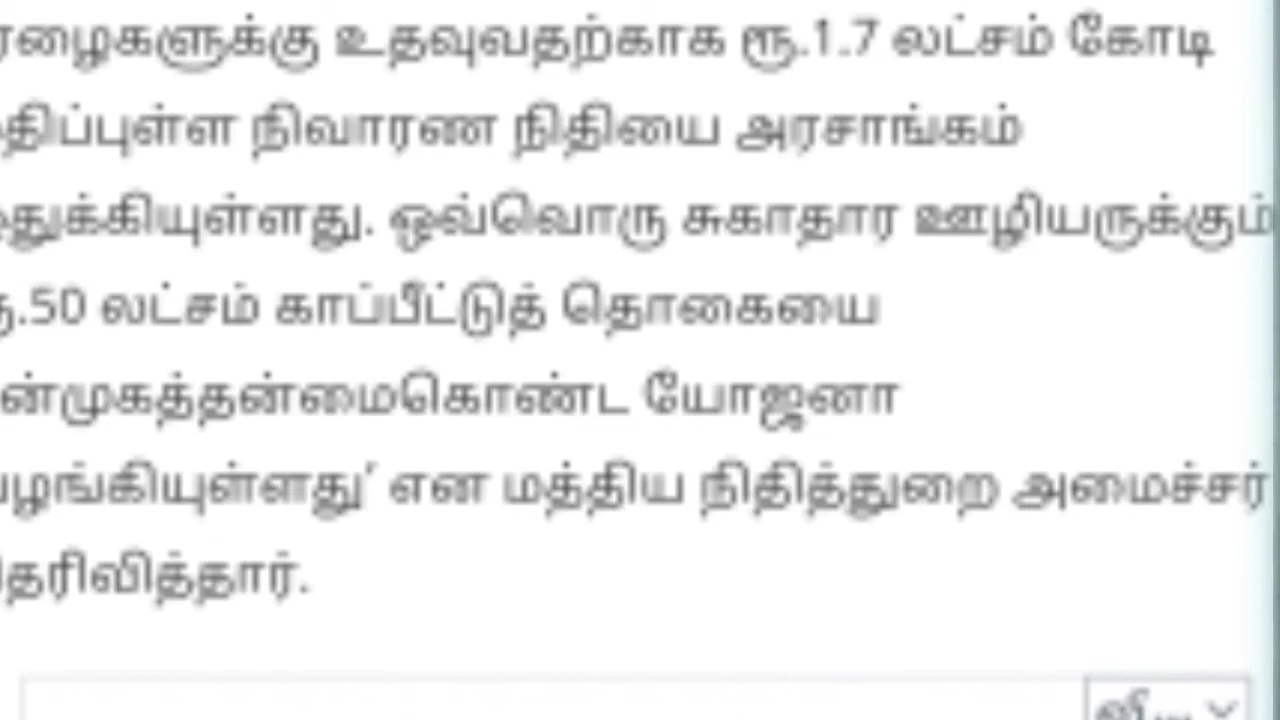 ஏழைகளுக்கு உதவுவதற்காக ரூ.1.7 லட்சம் கோடி
மதிப்புள்ள நிவாரண நிதியை அரசாங்கம்
ஒதுக்கியுள்ளது. ஒவ்வொரு சுகாதார ஊழியருக்கும்
ரூ.50 லட்சம் காப்பீட்டுத் தொகையை
பன்முகத்தன்மைகொண்ட யோஜனா
வழங்கியுள்ளது' என மத்திய நிதித்துறை அமைச்சர்
தெரிவித்தார்.